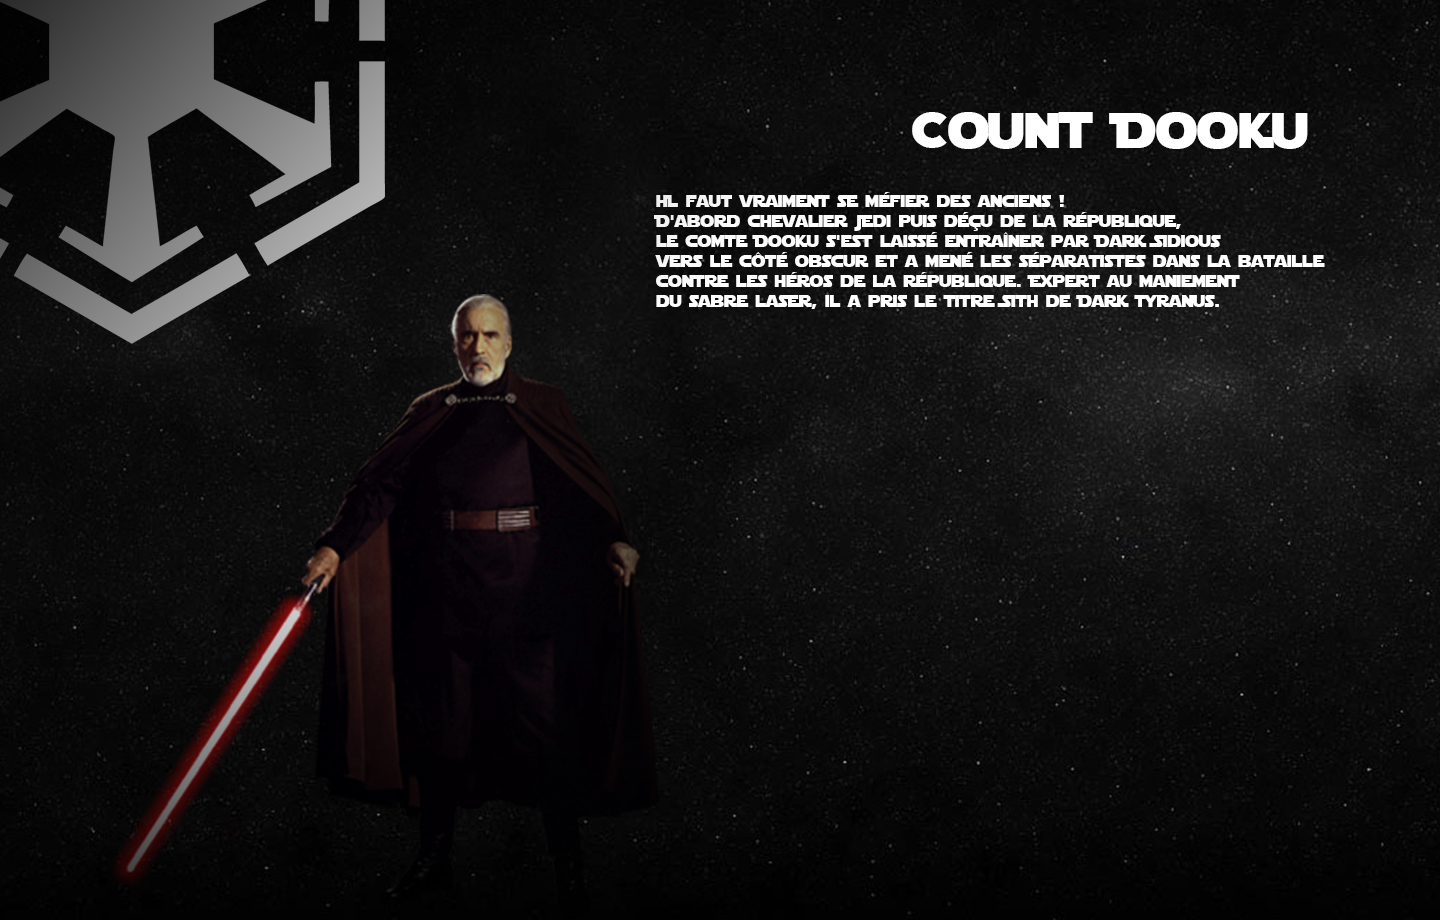 COUNT DOOKU
IL FAUT VRAIMENT SE MÉFIER DES ANCIENS !
D'ABORD CHEVALIER JEDI PUIS DÉÇU DE LA RÉPUBLIQUE,
LE COMTE DOOKU S'EST LAISSÉ ENTRAÎNER PAR DARK SIDIOUS
VERS LE CÔTÉ OBSCUR ET A MENÉ LES SÉPARATISTES DANS LA BATAILLE
CONTRE LES HÉROS DE LA RÉPUBLIQUE. EXPERT AU MANIEMENT
DU SABRE LASER, IL A PRIS LE TITRE SITH DE DARK TYRANUS.